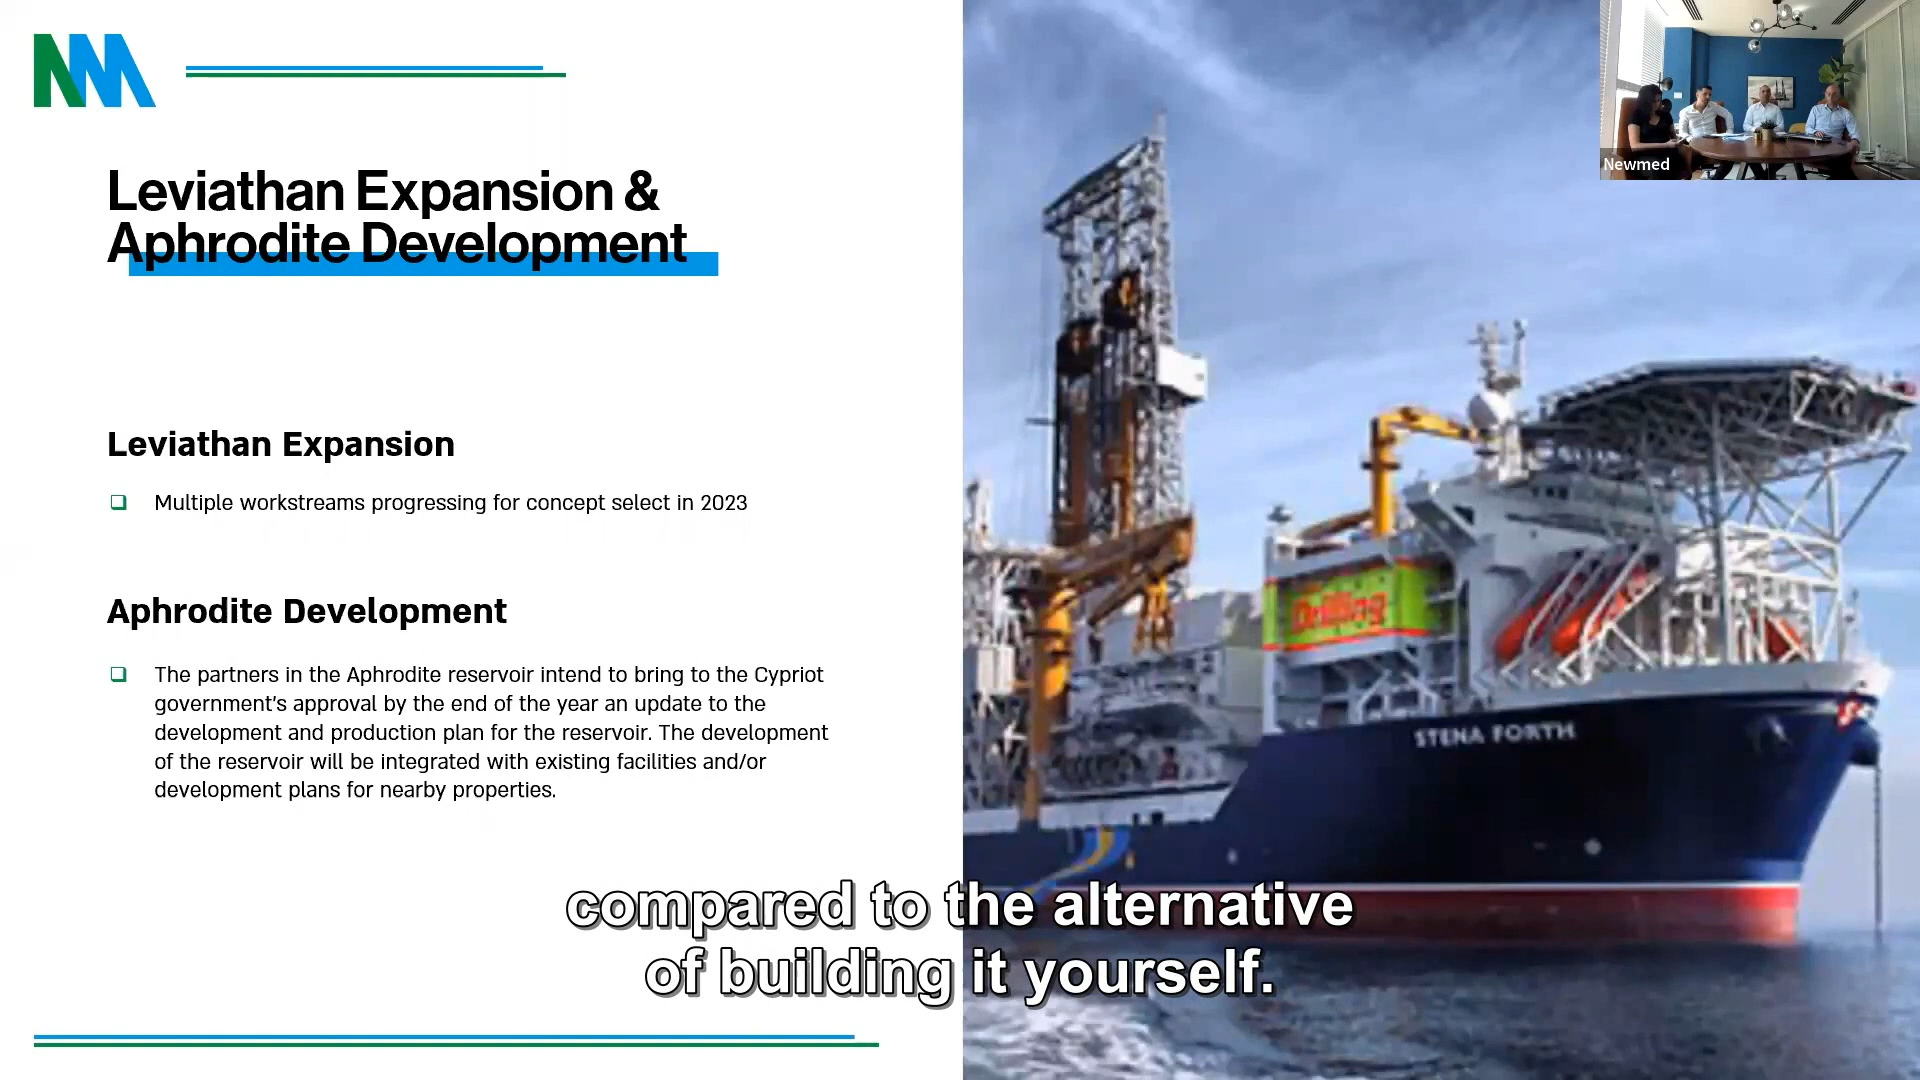 NM
Newmed
Leviathan Expansion &
Aphrodite Development
Leviathan Expansion
❑ Multiple workstreams progressing for concept select in 2023
Aphrodite Development
❑ The partners in the Aphrodite reservoir intend to bring to the Cypriot
government's approval by the end of the year an update to the
development and production plan for the reservoir. The development
of the reservoir will be integrated with existing facilities and/or
development plans for nearby properties.
Drilling
STENA FORTH
compared to the alternative
of building it yourself.